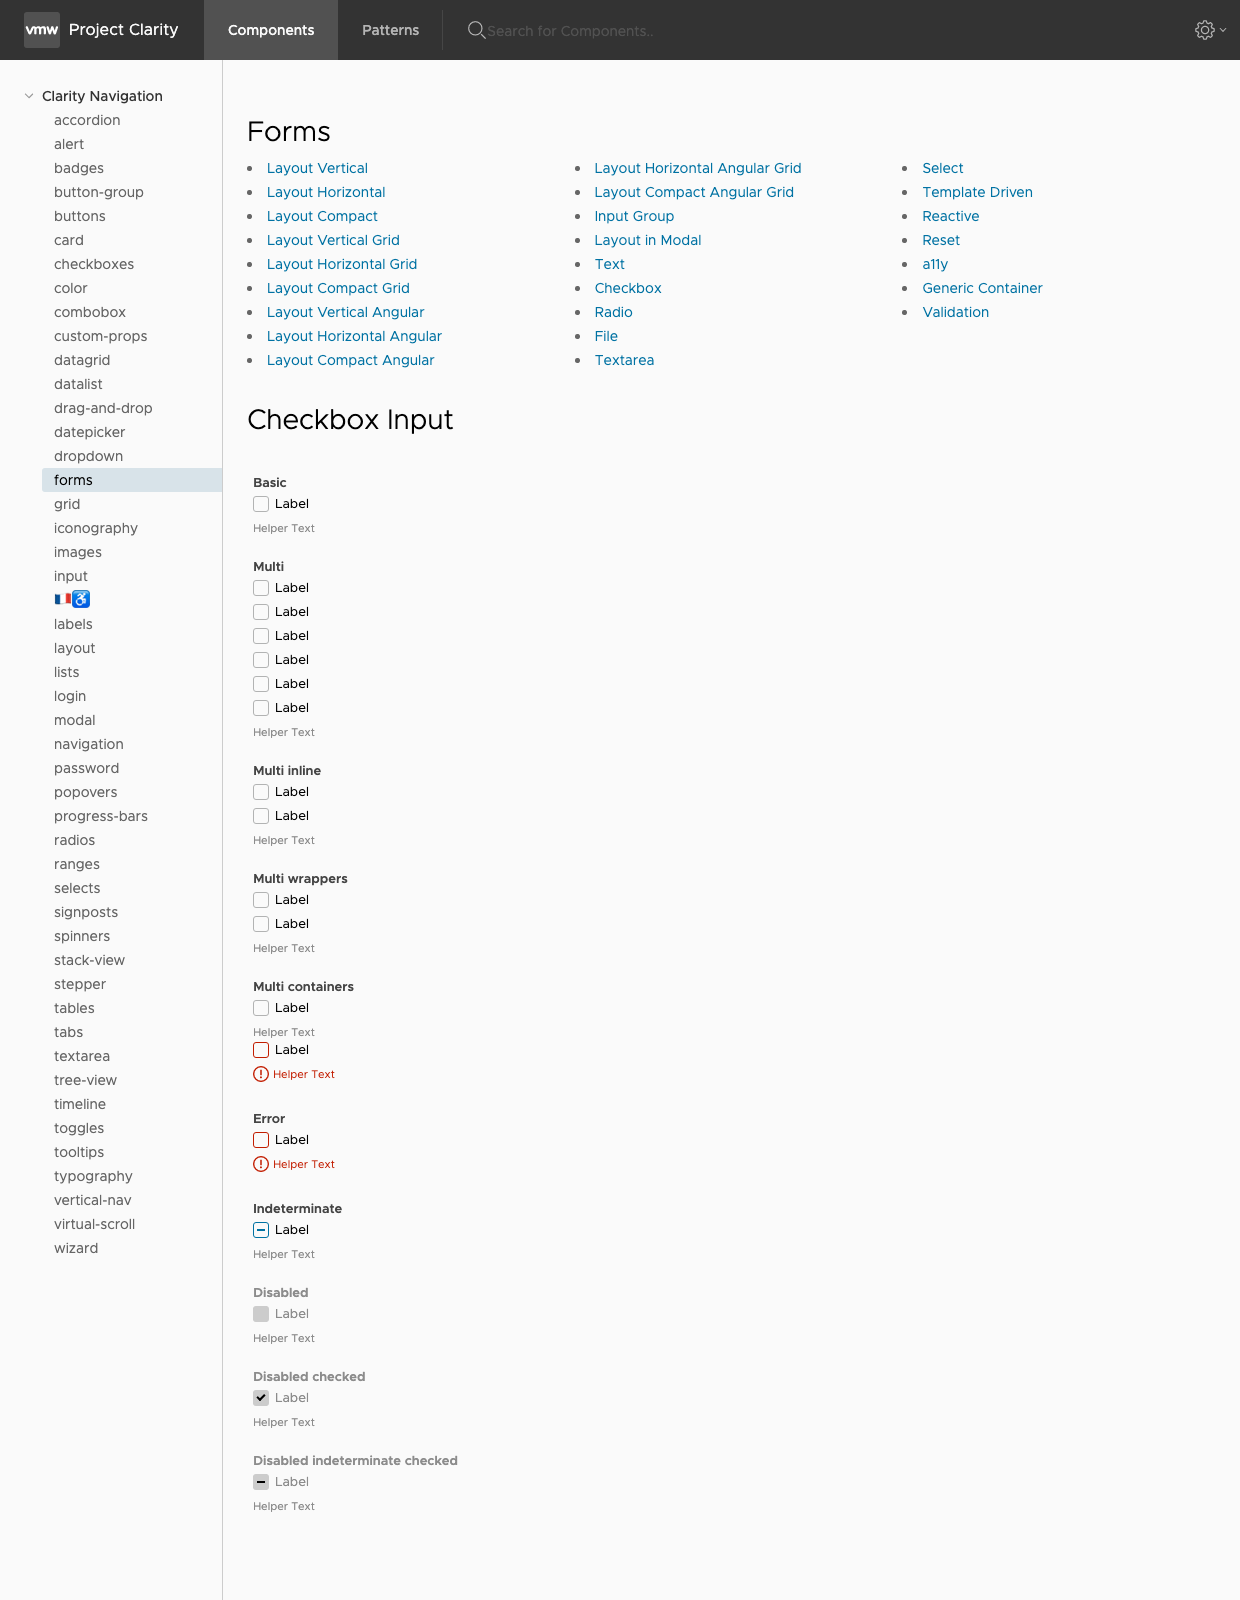 vmw Project Clarity Components Patterns Search for Components..
Clarity Navigation
accordion
alert
badges
button-group
buttons
card
checkboxes
color
combobox
custom-props
datagrid
datalist
drag-and-drop
datepicker
dropdown
forms
grid
iconography
images
input
🇫🇷♿
labels
layout
lists
login
modal
navigation
password
popovers
progress-bars
radios
ranges
selects
signposts
spinners
stack-view
stepper
tables
tabs
textarea
tree-view
timeline
toggles
tooltips
typography
vertical-nav
virtual-scroll
wizard
Forms
Layout Vertical
Layout Horizontal
Layout Compact
Layout Vertical Grid
Layout Horizontal Grid
Layout Compact Grid
Layout Vertical Angular
Layout Horizontal Angular
Layout Compact Angular
Layout Horizontal Angular Grid
Layout Compact Angular Grid
Input Group
Layout in Modal
Text
Checkbox
Radio
File
Textarea
Select
Template Driven
Reactive
Reset
a11y
Generic Container
Validation
Checkbox Input
Basic
Label
Helper Text
Multi
Label
Label
Label
Label
Label
Label
Helper Text
Multi inline
Label
Label
Helper Text
Multi wrappers
Label
Label
Helper Text
Multi containers
Label
Helper Text
Label
Helper Text
Error
Label
Helper Text
Indeterminate
Label
Helper Text
Disabled
Label
Helper Text
Disabled checked
Label
Helper Text
Disabled indeterminate checked
Label
Helper Text